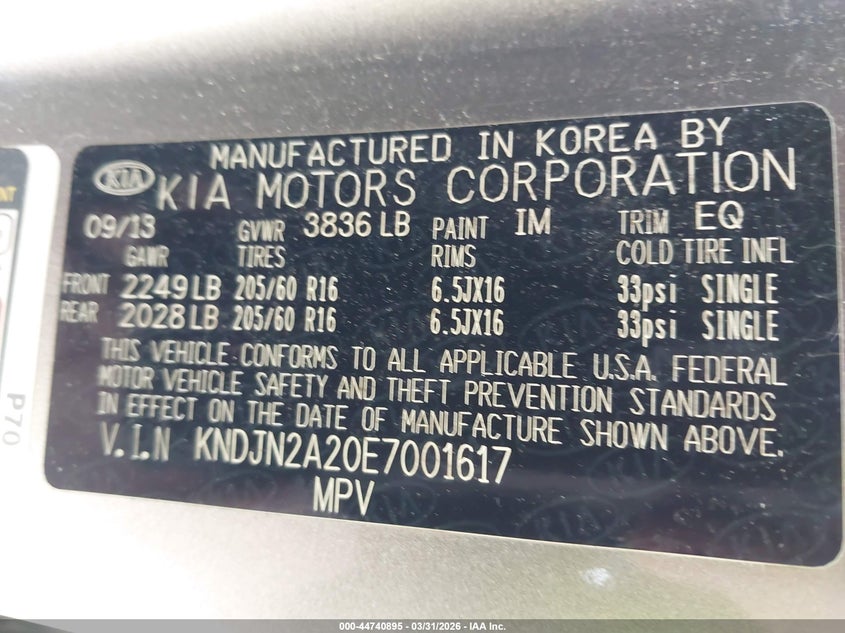 MANUFACTURED IN KOREA BY
KIA KIA MOTORS CORPORATION
09/13 GVWR 3836 LB PAINT IM TRIM EQ
GAWR TIRES RIMS COLD TIRE INFL
FRONT 2249 LB 205/60 R16 6.5JX16 33psi SINGLE
REAR 2028 LB 205/60 R16 6.5JX16 33psi SINGLE
THIS VEHICLE CONFORMS TO ALL APPLICABLE U.S.A. FEDERAL
MOTOR VEHICLE SAFETY AND THEFT PREVENTION STANDARDS
IN EFFECT ON THE DATE OF MANUFACTURE SHOWN ABOVE.
V.I.N KNDJN2A20E7001617
MPV
P70
000-44740895 - 03/31/2026 - IAA Inc.